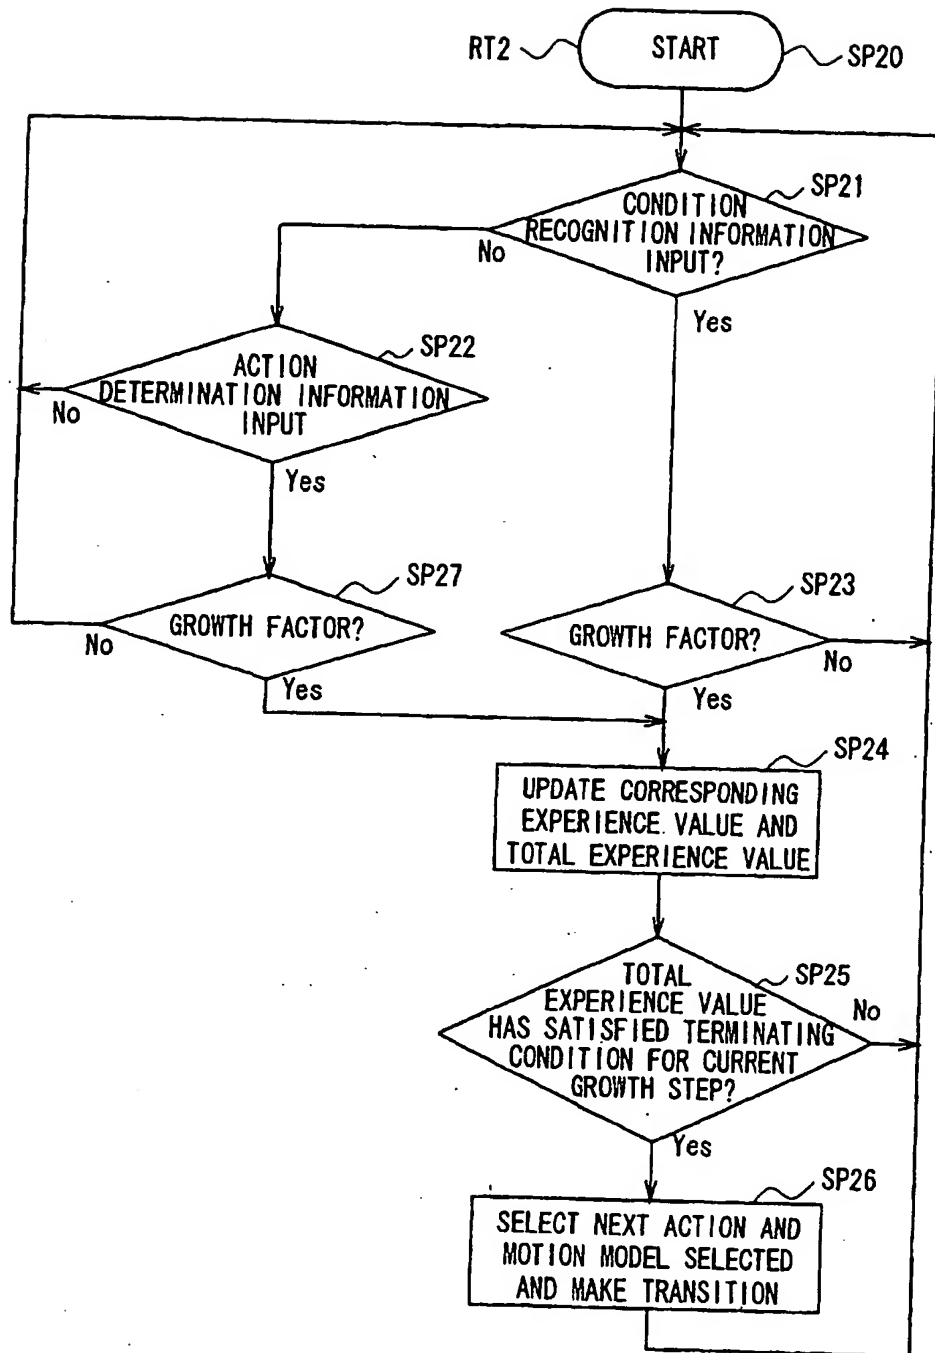 RT2
START
SP20
SP21
CONDITION
RECOGNITION INFORMATION
INPUT?
No
Yes
SP22
ACTION
DETERMINATION INFORMATION
INPUT
No
Yes
SP27
GROWTH FACTOR?
No
Yes
SP23
GROWTH FACTOR?
No
Yes
SP24
UPDATE CORRESPONDING
EXPERIENCE VALUE AND
TOTAL EXPERIENCE VALUE
SP25
TOTAL
EXPERIENCE VALUE
HAS SATISFIED TERMINATING
CONDITION FOR CURRENT
GROWTH STEP?
No
Yes
SP26
SELECT NEXT ACTION AND
MOTION MODEL SELECTED
AND MAKE TRANSITION